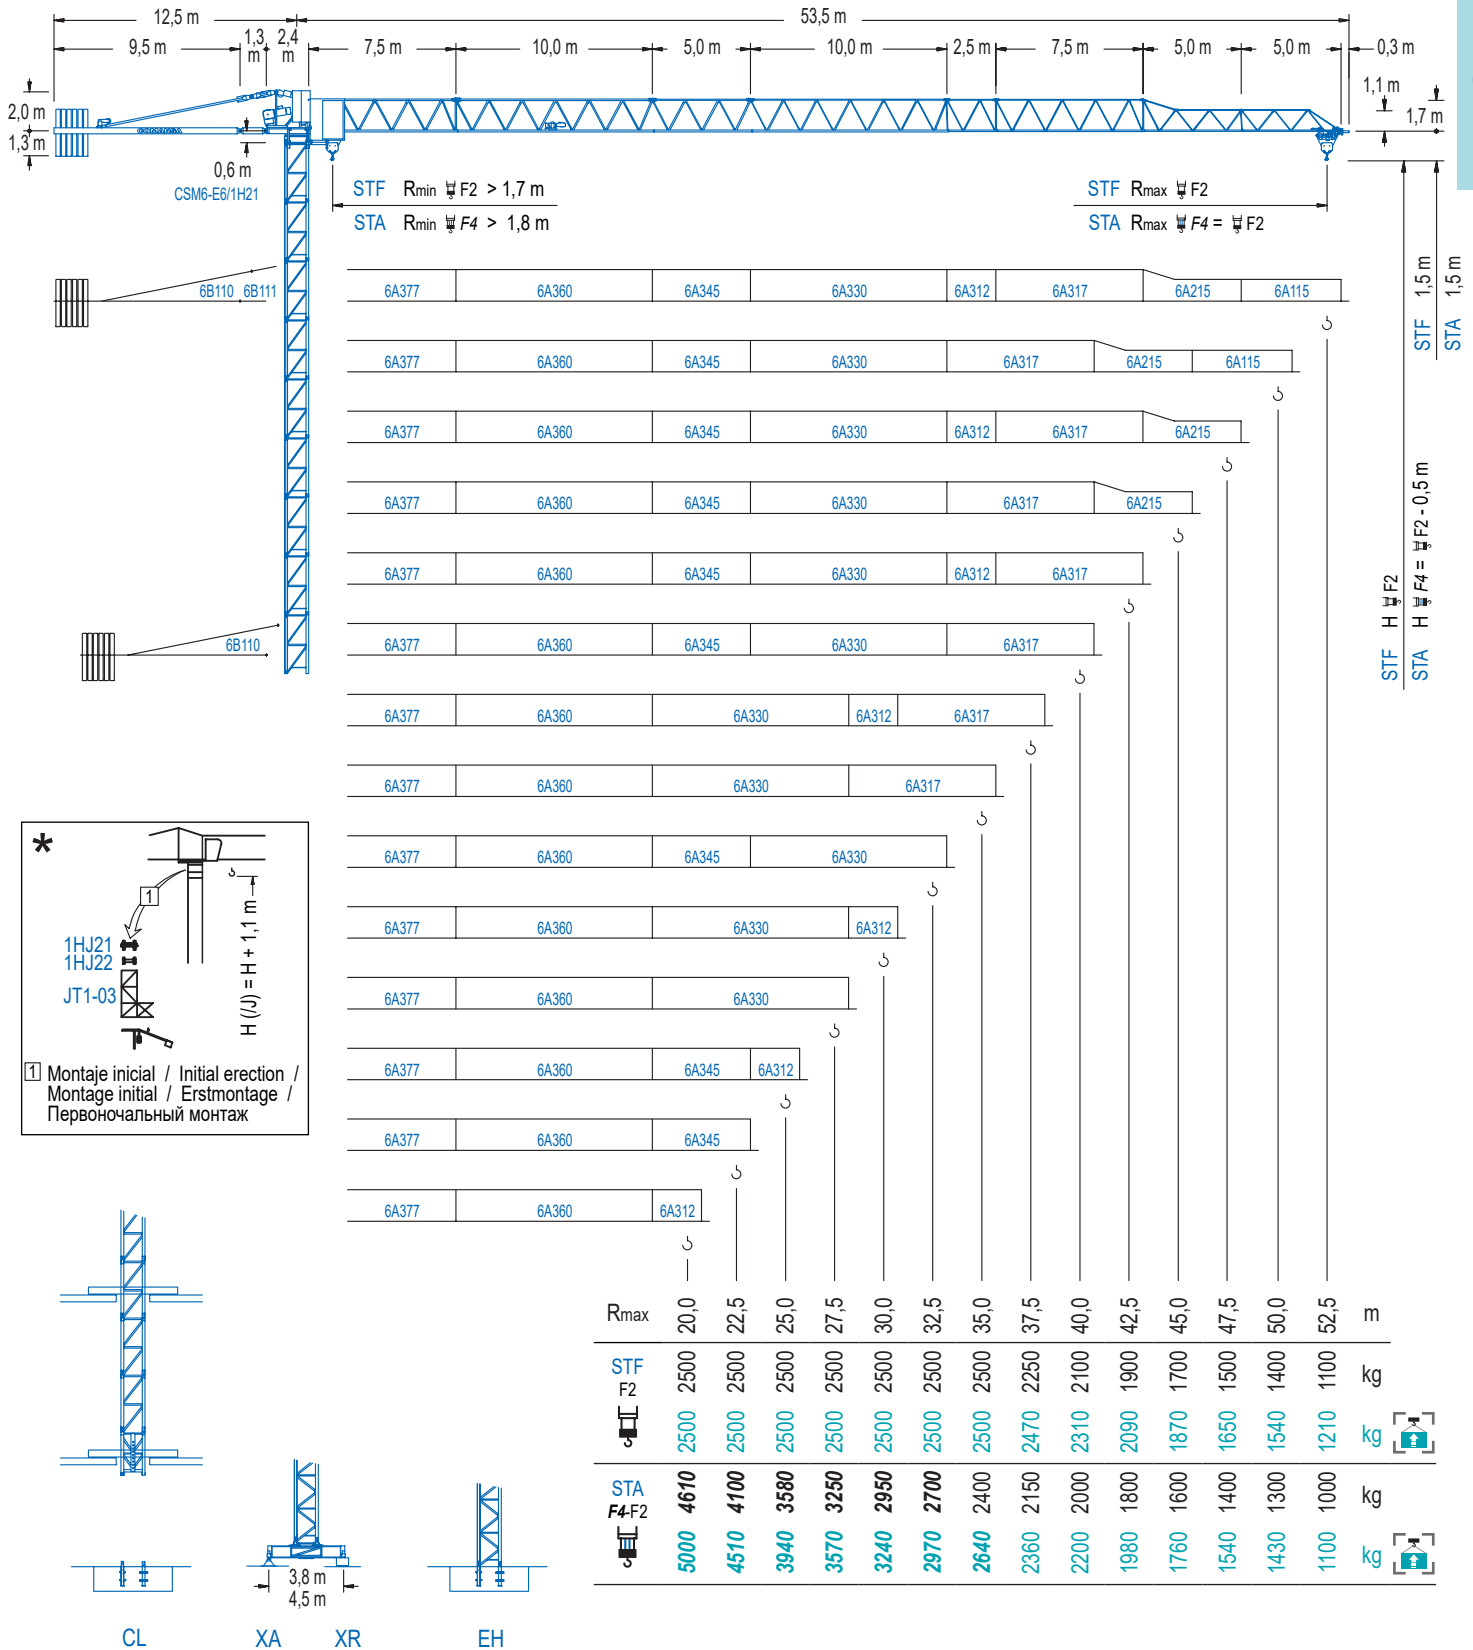 12,5 m 53,5 m
9,5 m 1,3 m 2,4 m 7,5 m 10,0 m 5,0 m 10,0 m 2,5 m 7,5 m 5,0 m 5,0 m 0,3 m
2,0 m
1,3 m
1,1 m
1,7 m
COMANSA
0,6 m
CSM6-E6/1H21
STF Rmin F2 > 1,7 m
STA Rmin F4 > 1,8 m
STF Rmax F2
STA Rmax F4 = F2
STF 1,5 m
STA 1,5 m
6B110 6B111
6A377 6A360 6A345 6A330 6A312 6A317 6A215 6A115
6A377 6A360 6A345 6A330 6A317 6A215 6A115
6A377 6A360 6A345 6A330 6A312 6A317 6A215
6A377 6A360 6A345 6A330 6A317 6A215
6A377 6A360 6A345 6A330 6A312 6A317
6B110
6A377 6A360 6A345 6A330 6A317
STF H F2
STA H F4 = F2 - 0,5 m
6A377 6A360 6A330 6A312 6A317
6A377 6A360 6A330 6A317
6A377 6A360 6A345 6A330
6A377 6A360 6A330 6A312
6A377 6A360 6A330
6A377 6A360 6A345 6A312
6A377 6A360 6A345
6A377 6A360 6A312
*
1
1HJ21
1HJ22
JT1-03
H (/J) = H + 1,1 m
1 Montaje inicial / Initial erection /
Montage initial / Erstmontage /
Первоночальный монтаж
Rmax 20,0 22,5 25,0 27,5 30,0 32,5 35,0 37,5 40,0 42,5 45,0 47,5 50,0 52,5 m
STF F2 2500 2500 2500 2500 2500 2500 2500 2250 2100 1900 1700 1500 1400 1100 kg
2500 2500 2500 2500 2500 2500 2500 2470 2310 2090 1870 1650 1540 1210 kg
STA F4-F2 4610 4100 3580 3250 2950 2700 2400 2150 2000 1800 1600 1400 1300 1000 kg
5000 4510 3940 3570 3240 2970 2640 2360 2200 1980 1760 1540 1430 1100 kg
3,8 m
4,5 m
CL XA XR EH